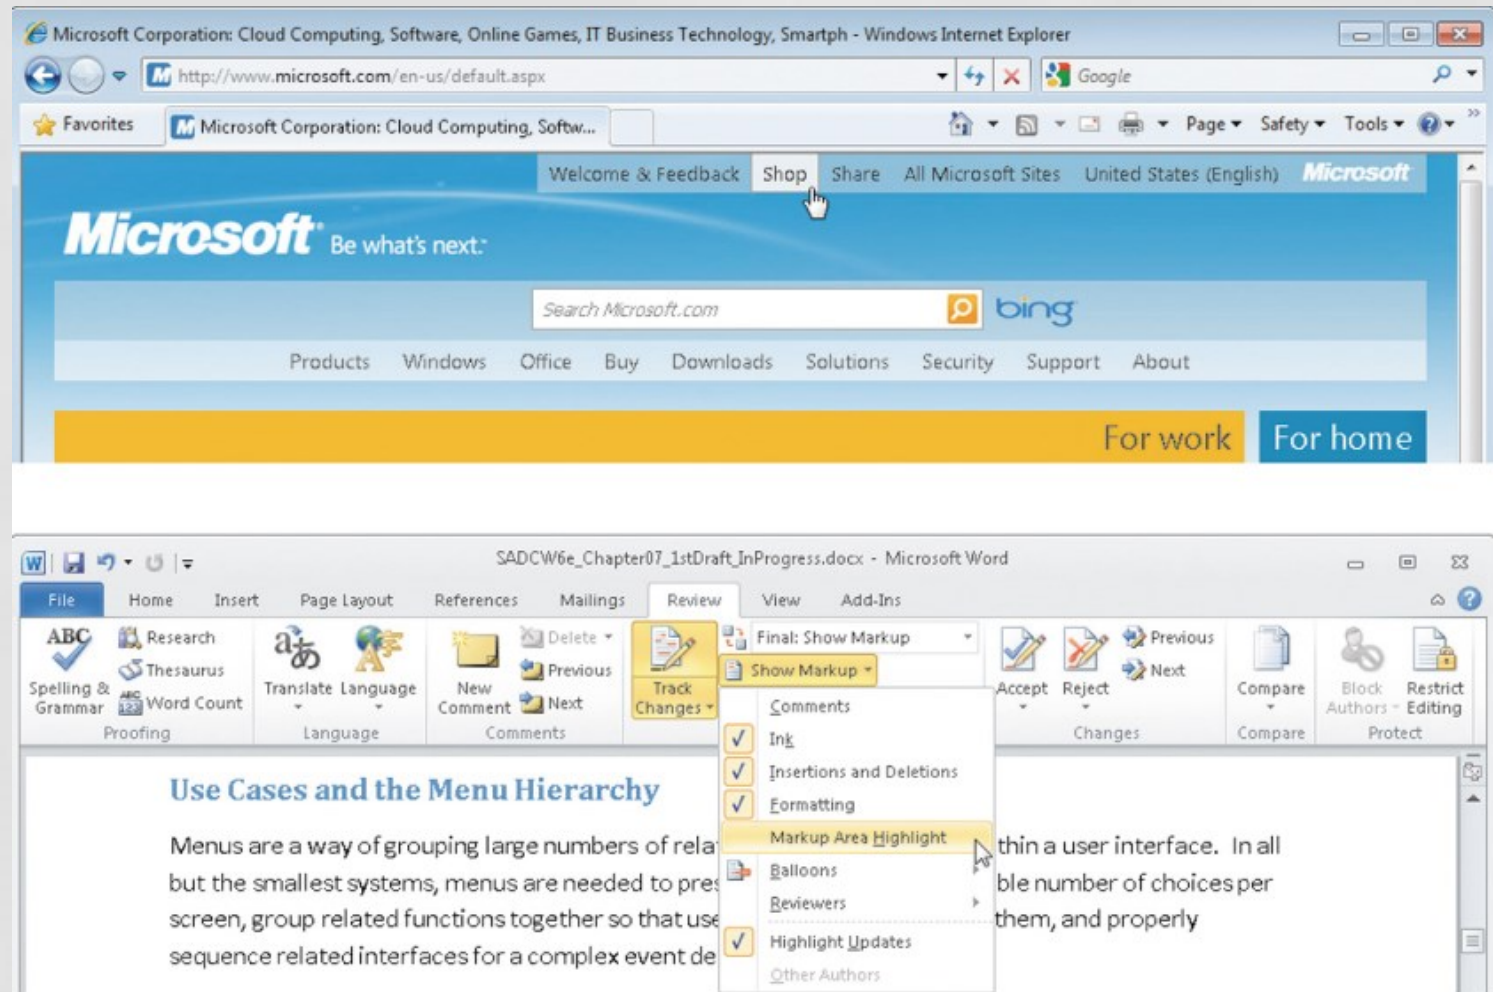 Microsoft Corporation: Cloud Computing, Software, Online Games, IT Business Technology, Smartph - Windows Internet Explorer
http://www.microsoft.com/en-us/default.aspx Google
Favorites Microsoft Corporation: Cloud Computing, Softw... Page Safety Tools
Welcome & Feedback Shop Share All Microsoft Sites United States (English) Microsoft
Microsoft Be what's next.
Search Microsoft.com bing
Products Windows Office Buy Downloads Solutions Security Support About
For work For home
SADCW6e_Chapter07_1stDraft_InProgress.docx - Microsoft Word
File Home Insert Page Layout References Mailings Review View Add-Ins
ABC Research Delete Final: Show Markup Previous
Thesaurus Previous Show Markup Next
Spelling & Grammar Word Count Translate Language New Comment Next Track Changes Accept Reject Compare Block Authors Restrict Editing
Proofing Language Comments Changes Compare Protect
Comments
Ink
Insertions and Deletions
Formatting
Markup Area Highlight
Balloons
Reviewers
Highlight Updates
Other Authors
Use Cases and the Menu Hierarchy
Menus are a way of grouping large numbers of rela thin a user interface. In all
but the smallest systems, menus are needed to pres ble number of choices per
screen, group related functions together so that use them, and properly
sequence related interfaces for a complex event de